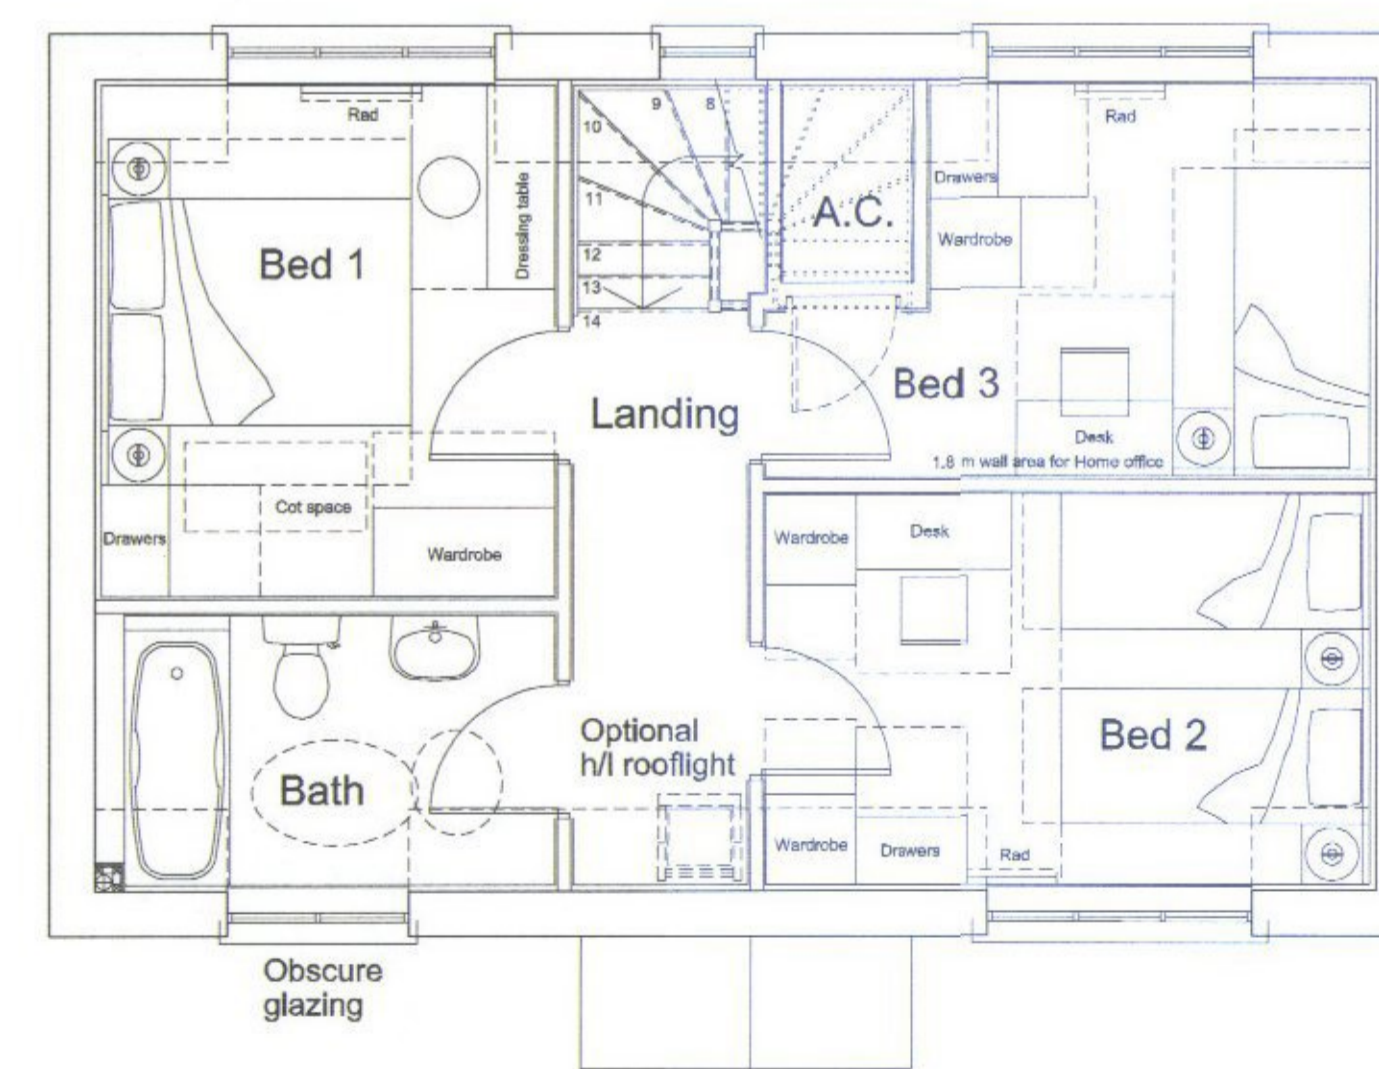 Rad
9
8
Rad
10
Drawers
11
A.C.
Dressing table
Bed 1
Wardrobe
12
13
14
Bed 3
Landing
Desk
1.8 m wall area for Home office
Cot space
Drawers
Wardrobe
Wardrobe
Desk
Optional
h/l rooflight
Bed 2
Bath
Wardrobe
Drawers
Rad
Obscure
glazing